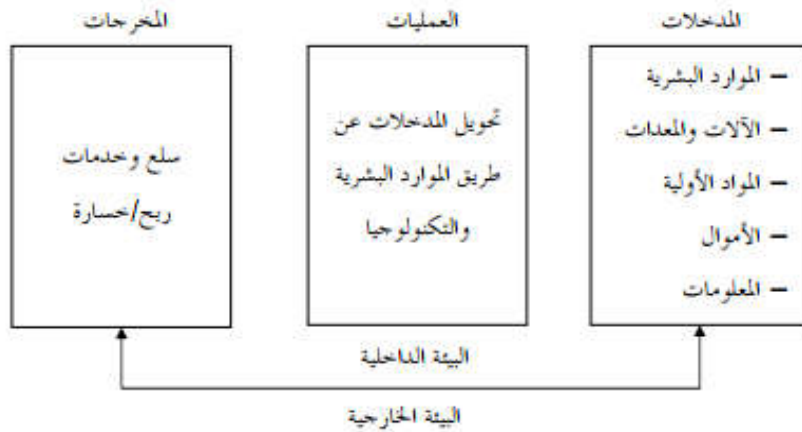 المدخلات
– الموارد البشرية
– الآلات والمعدات
– المواد الأولية
– الأموال
– المعلومات
العمليات
تحويل المدخلات عن
طريق الموارد البشرية
والتكنولوجيا
المخرجات
سلع وخدمات
ربح/خسارة
البيئة الداخلية
البيئة الخارجية